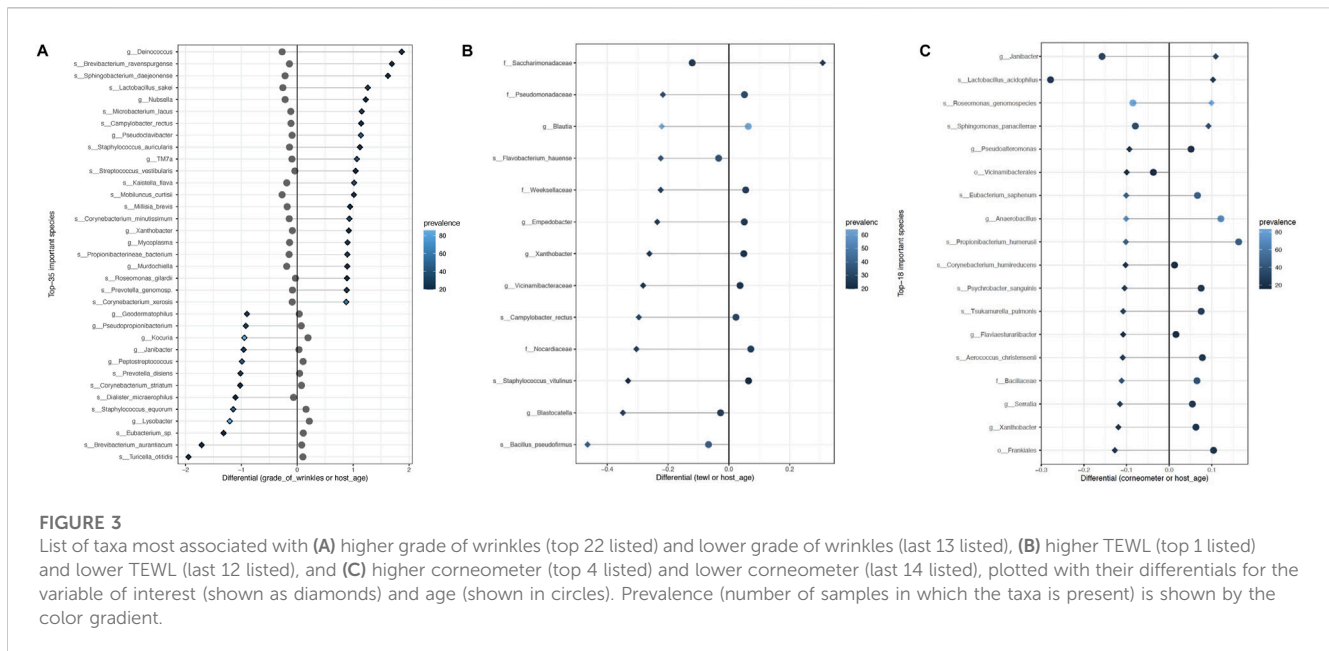 A
Top-35 important species
g__Deinococcus
s__Brevibacterium_ravenspurgense
s__Sphingobacterium_daejeonense
s__Lactobacillus_sakei
g__Nubsella
s__Microbacterium_lacus
s__Campylobacter_rectus
g__Pseudoclavibacter
s__Staphylococcus_auricularis
g__TM7a
s__Streptococcus_vestibularis
s__Kaistella_flava
s__Mobiluncus_curtisii
s__Millisia_brevis
s__Corynebacterium_minutissimum
g__Xanthobacter
g__Mycoplasma
s__Propionibacterineae_bacterium
g__Murdochiella
s__Roseomonas_gilardii
s__Prevotella_genomosp.
s__Corynebacterium_xerosis
g__Geodermatophilus
g__Pseudopropionibacterium
g__Kocuria
g__Janibacter
g__Peptostreptococcus
s__Prevotella_disiens
s__Corynebacterium_striatum
s__Dialister_micraerophilus
s__Staphylococcus_equorum
g__Lysobacter
s__Eubacterium_sp.
s__Brevibacterium_aurantiacum
s__Turicella_otitidis
−2 −1 0 1 2
Differential (grade_of_wrinkles or host_age)
prevalence
80
60
40
20
B
f__Saccharimonadaceae
f__Pseudomonadaceae
g__Blautia
s__Flavobacterium_hauense
f__Weeksellaceae
g__Empedobacter
g__Xanthobacter
g__Vicinamibacteraceae
s__Campylobacter_rectus
f__Nocardiaceae
s__Staphylococcus_vitulinus
g__Blastocatella
s__Bacillus_pseudofirmus
−0.4 −0.2 0.0 0.2
Differential (tewl or host_age)
prevalenc
60
50
40
30
20
C
Top-18 important species
g__Janibacter
s__Lactobacillus_acidophilus
s__Roseomonas_genomospecies
s__Sphingomonas_panaciterrae
g__Pseudoalteromonas
o__Vicinamibacterales
s__Eubacterium_saphenum
g__Anaerobacillus
s__Propionibacterium_humerusii
s__Corynebacterium_humireducens
s__Psychrobacter_sanguinis
s__Tsukamurella_pulmonis
g__Flaviaesturariibacter
s__Aerococcus_christensenii
f__Bacillaceae
g__Serratia
g__Xanthobacter
o__Frankiales
−0.3 −0.2 −0.1 0.0 0.1
Differential (corneometer or host_age)
prevalence
80
60
40
20
FIGURE 3
List of taxa most associated with (A) higher grade of wrinkles (top 22 listed) and lower grade of wrinkles (last 13 listed), (B) higher TEWL (top 1 listed)
and lower TEWL (last 12 listed), and (C) higher corneometer (top 4 listed) and lower corneometer (last 14 listed), plotted with their differentials for the
variable of interest (shown as diamonds) and age (shown in circles). Prevalence (number of samples in which the taxa is present) is shown by the
color gradient.